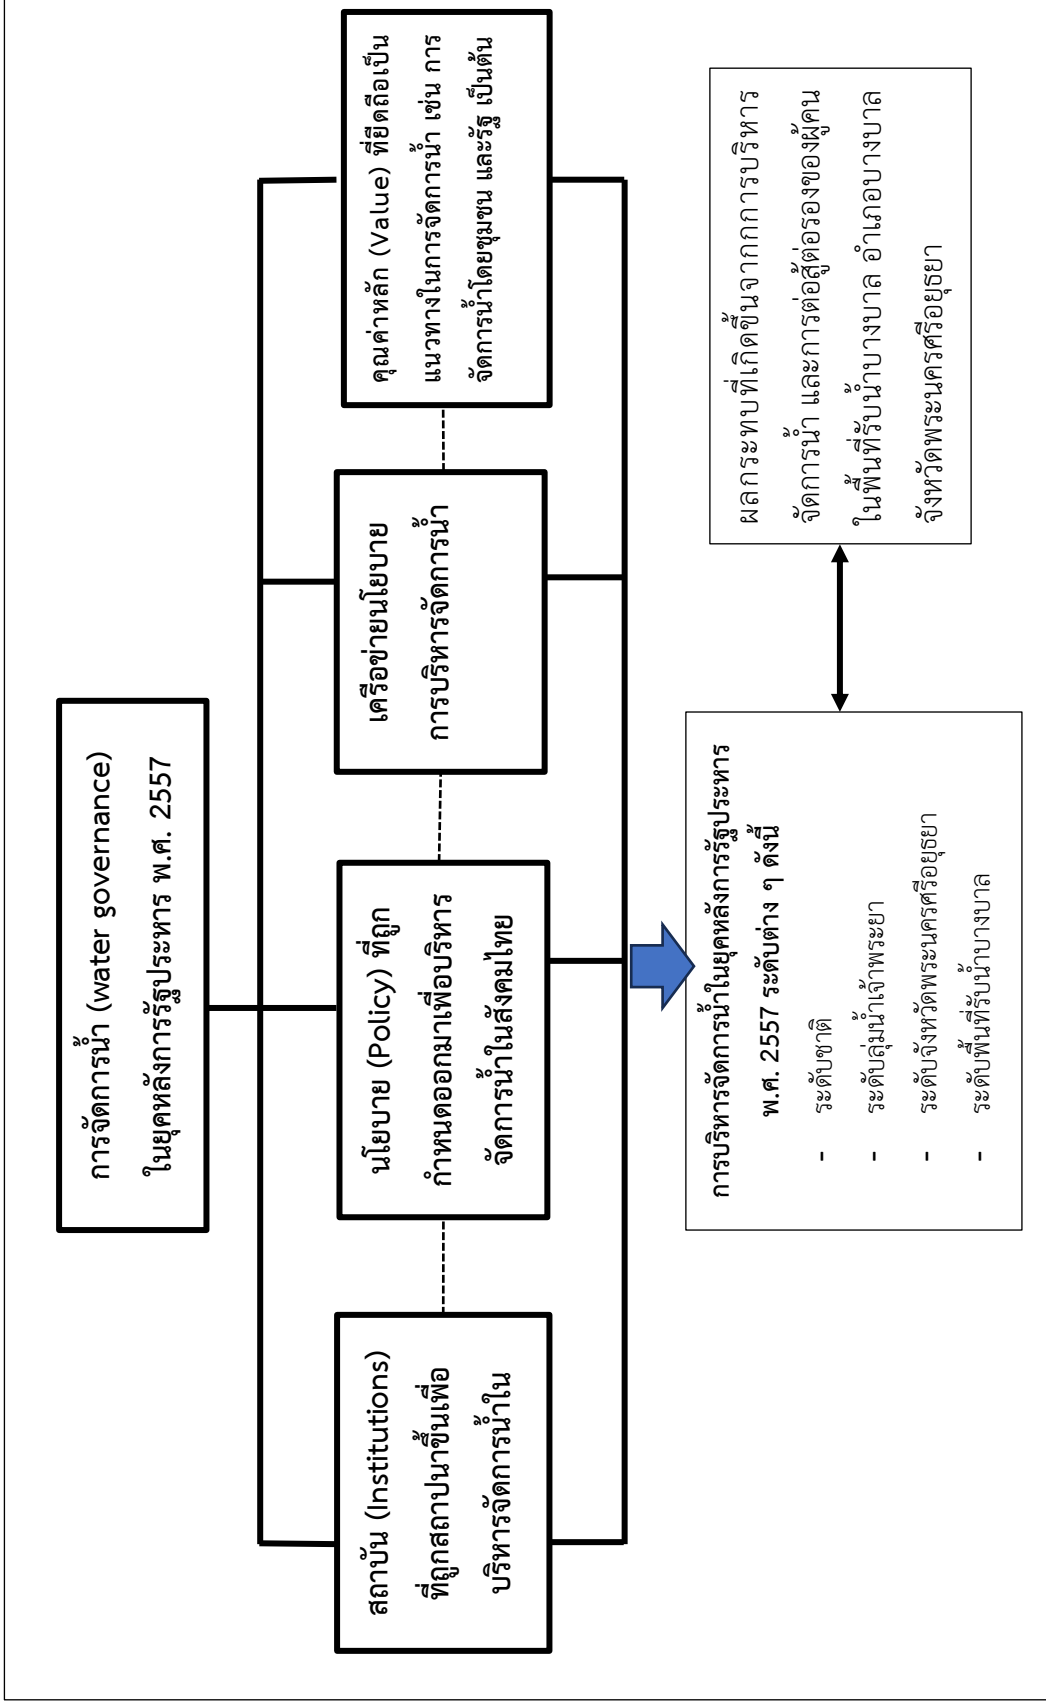 การจัดการน้ำ (water governance)
ในยุคหลังการรัฐประหาร พ.ศ. 2557
สถาบัน (Institutions)
ที่ถูกสถาปนาขึ้นเพื่อ
บริหารจัดการน้ำใน
นโยบาย (Policy) ที่ถูก
กำหนดออกมาเพื่อบริหาร
จัดการน้ำในสังคมไทย
เครือข่ายนโยบาย
การบริหารจัดการน้ำ
คุณค่าหลัก (Value) ที่ยึดถือเป็น
แนวทางในการจัดการน้ำ เช่น การ
จัดการน้ำโดยชุมชน และรัฐ เป็นต้น
การบริหารจัดการน้ำในยุคหลังการรัฐประหาร
พ.ศ. 2557 ระดับต่าง ๆ ดังนี้
- ระดับชาติ
- ระดับลุ่มน้ำเจ้าพระยา
- ระดับจังหวัดพระนครศรีอยุธยา
- ระดับพื้นที่รับน้ำบางบาล
ผลกระทบที่เกิดขึ้นจากกการบริหาร
จัดการน้ำ และการต่อสู้ต่อรองของผู้คน
ในพื้นที่รับน้ำบางบาล อำเภอบางบาล
จังหวัดพระนครศรีอยุธยา